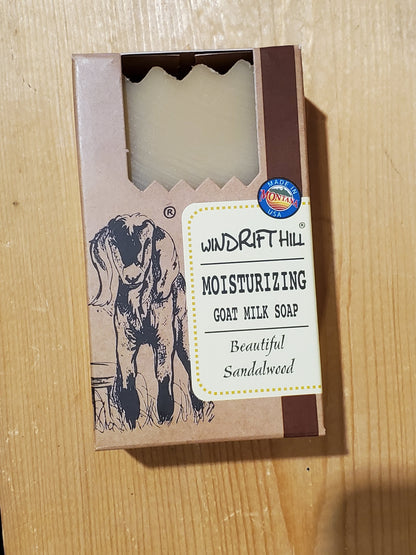 MADE IN
MONTANA
USA
®
WINDRIFT HILL®
MOISTURIZING
GOAT MILK SOAP
Beautiful
Sandalwood